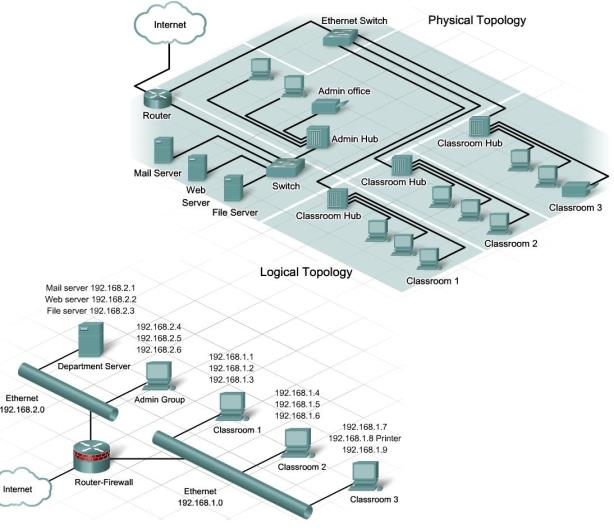 Physical Topology
Internet
Ethernet Switch
Admin office
Router
Admin Hub
Classroom Hub
Mail Server
Web
Server
File Server
Switch
Classroom Hub
Classroom Hub
Classroom 3
Classroom 2
Classroom 1
Logical Topology
Mail server 192.168.2.1
Web server 192.168.2.2
File server 192.168.2.3
Department Server
192.168.2.4
192.168.2.5
192.168.2.6
Admin Group
192.168.1.1
192.168.1.2
192.168.1.3
Classroom 1
192.168.1.4
192.168.1.5
192.168.1.6
Classroom 2
192.168.1.7
192.168.1.8 Printer
192.168.1.9
Classroom 3
Ethernet
192.168.2.0
Router-Firewall
Internet
Ethernet
192.168.1.0